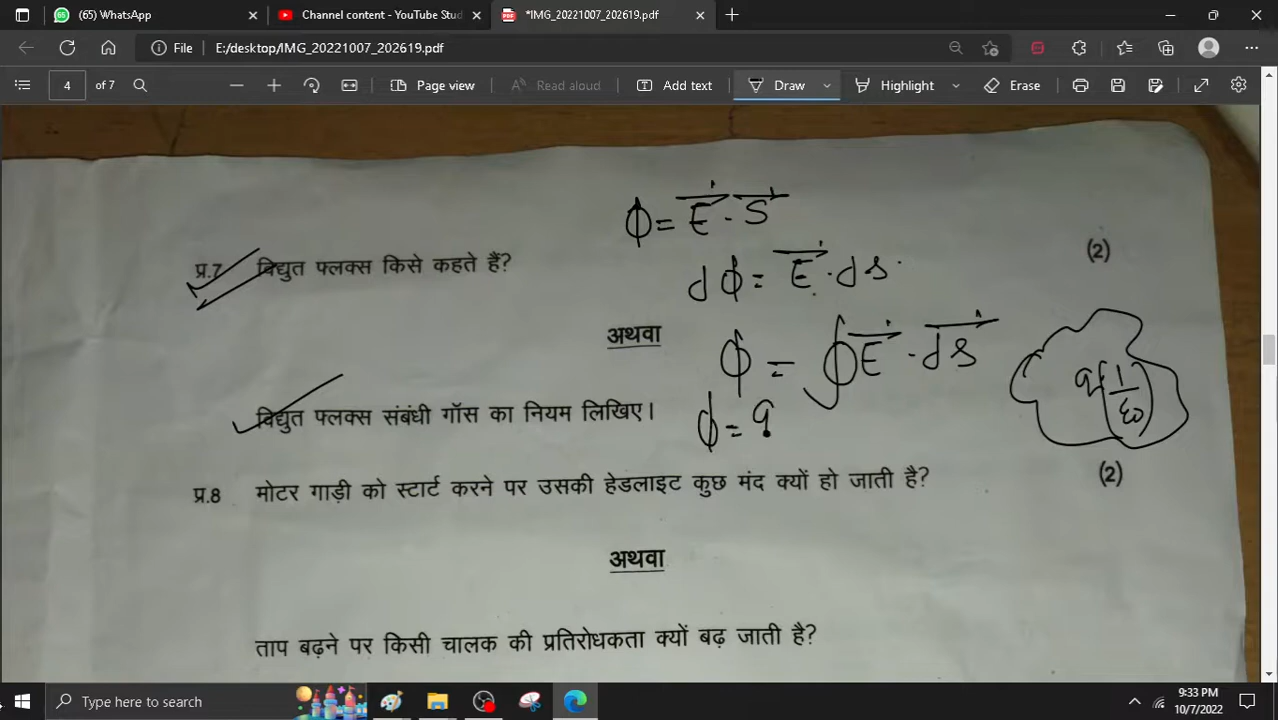 (65) WhatsApp
Channel content - YouTube Stud
*IMG_20221007_202619.pdf
File
E:/desktop/IMG_20221007_202619.pdf
4 of 7
Page view
Read aloud
Add text
Draw
Highlight
Erase
ϕ = E⃗ · S⃗
प्र.7 विद्युत फ्लक्स किसे कहते हैं?
(2)
dϕ = E⃗ · ds
अथवा
ϕ = ∮E⃗ · ds⃗
q(1/ε0)
विद्युत फ्लक्स संबंधी गॉस का नियम लिखिए।
ϕ = q
प्र.8 मोटर गाड़ी को स्टार्ट करने पर उसकी हेडलाइट कुछ मंद क्यों हो जाती है?
(2)
अथवा
ताप बढ़ने पर किसी चालक की प्रतिरोधकता क्यों बढ़ जाती है?
Type here to search
9:33 PM
10/7/2022